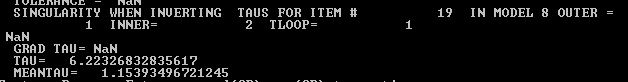 TOLERANCE = NaN
SINGULARITY WHEN INVERTING TAUS FOR ITEM # 19 IN MODEL 8 OUTER =
1 INNER= 2 TLOOP= 1
NaN
GRAD TAU= NaN
TAU= 6.22326832835617
MEANTAU= 1.15393496721245